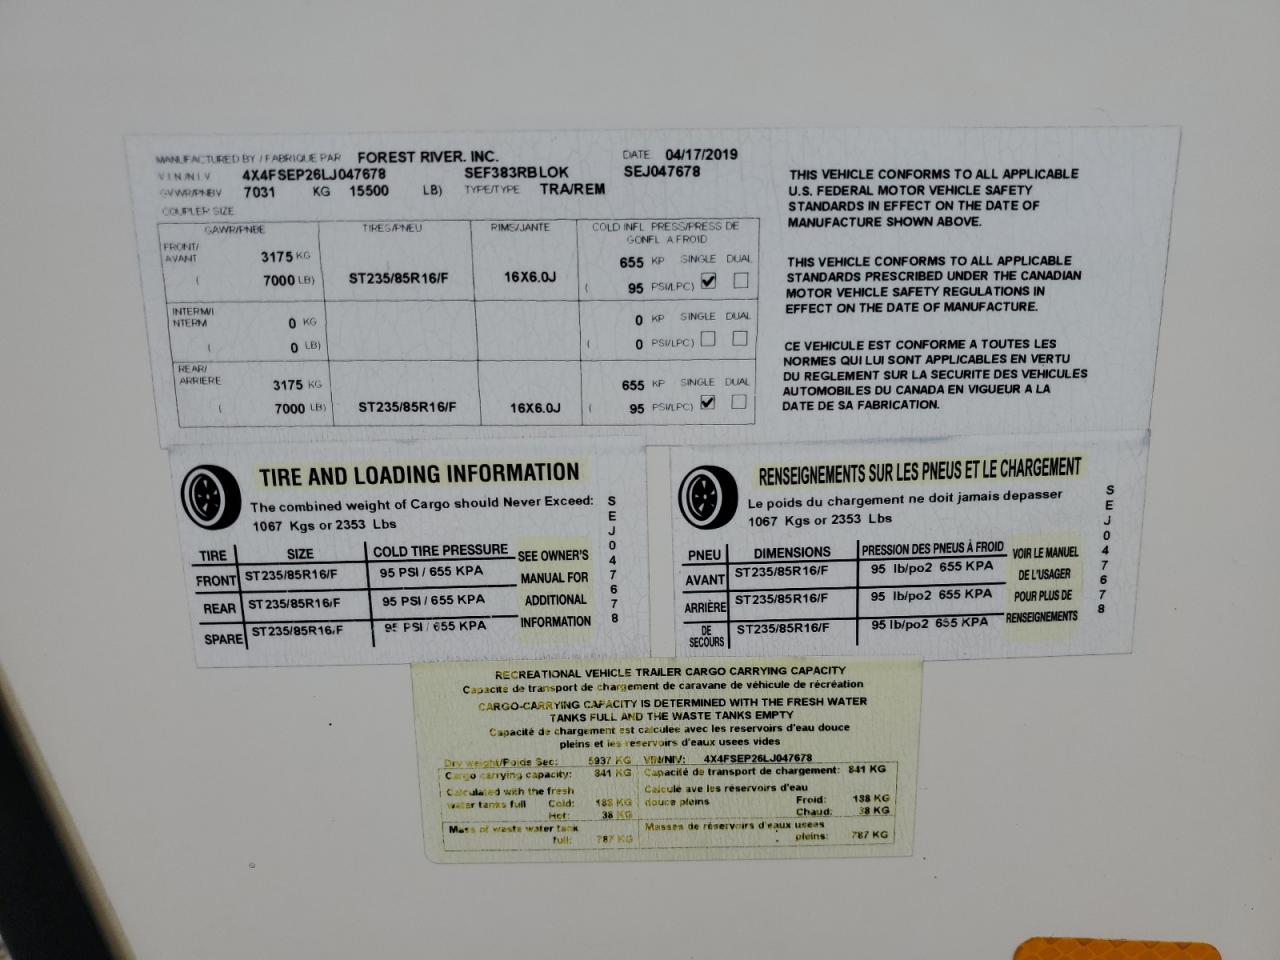 MANUFACTURED BY / FABRIQUE PAR FOREST RIVER. INC. DATE 04/17/2019
VIN/NIV 4X4FSEP26LJ047678 SEF383RBLOK SEJ047678
GVWR/PNBV 7031 KG 15500 LB) TYPE/TYPE TRA/REM
COUPLER SIZE
GAWR/PNBE TIRES/PNEU RIMS/JANTE COLD INFL PRESS/PRESS DE
GONFL A FROID
FRONT/
AVANT 3175 KG 655 KP SINGLE DUAL
( 7000 LB) ST235/85R16/F 16X6.0J ( 95 PSI/LPC)
INTERM/I
NTERM 0 KG 0 KP SINGLE DUAL
( 0 LB) ( 0 PSI/LPC)
REAR/
ARRIERE 3175 KG 655 KP SINGLE DUAL
( 7000 LB) ST235/85R16/F 16X6.0J ( 95 PSI/LPC)
THIS VEHICLE CONFORMS TO ALL APPLICABLE
U.S. FEDERAL MOTOR VEHICLE SAFETY
STANDARDS IN EFFECT ON THE DATE OF
MANUFACTURE SHOWN ABOVE.
THIS VEHICLE CONFORMS TO ALL APPLICABLE
STANDARDS PRESCRIBED UNDER THE CANADIAN
MOTOR VEHICLE SAFETY REGULATIONS IN
EFFECT ON THE DATE OF MANUFACTURE.
CE VEHICULE EST CONFORME A TOUTES LES
NORMES QUI LUI SONT APPLICABLES EN VERTU
DU REGLEMENT SUR LA SECURITE DES VEHICULES
AUTOMOBILES DU CANADA EN VIGUEUR A LA
DATE DE SA FABRICATION.
TIRE AND LOADING INFORMATION
The combined weight of Cargo should Never Exceed:
1067 Kgs or 2353 Lbs
TIRE SIZE COLD TIRE PRESSURE
FRONT ST235/85R16/F 95 PSI / 655 KPA
REAR ST235/85R16/F 95 PSI / 655 KPA
SPARE ST235/85R16/F 95 PSI / 655 KPA
SEE OWNER'S
MANUAL FOR
ADDITIONAL
INFORMATION
SEJ047678
RENSEIGNEMENTS SUR LES PNEUS ET LE CHARGEMENT
Le poids du chargement ne doit jamais depasser
1067 Kgs or 2353 Lbs
PNEU DIMENSIONS PRESSION DES PNEUS À FROID
AVANT ST235/85R16/F 95 lb/po2 655 KPA
ARRIÈRE ST235/85R16/F 95 lb/po2 655 KPA
DE
SECOURS ST235/85R16/F 95 lb/po2 655 KPA
VOIR LE MANUEL
DE L'USAGER
POUR PLUS DE
RENSEIGNEMENTS
SEJ047678
RECREATIONAL VEHICLE TRAILER CARGO CARRYING CAPACITY
Capacité de transport de chargement de caravane de véhicule de récréation
CARGO-CARRYING CAPACITY IS DETERMINED WITH THE FRESH WATER
TANKS FULL AND THE WASTE TANKS EMPTY
Capacité de chargement est calculee avec les reservoirs d'eau douce
pleins et les reservoirs d'eaux usees vides
Dry weight/Poids Sec: 5937 KG VIN/NIV: 4X4FSEP26LJ047678
Cargo carrying capacity: 841 KG Capacité de transport de chargement: 841 KG
Calculated with the fresh Calculé ave les réservoirs d'eau
water tanks full Cold: 188 KG douce pleins Froid: 188 KG
Hot: 38 KG Chaud: 38 KG
Mass of waste water tank Masses de réservoirs d'eaux usees
full: 787 KG pleins: 787 KG